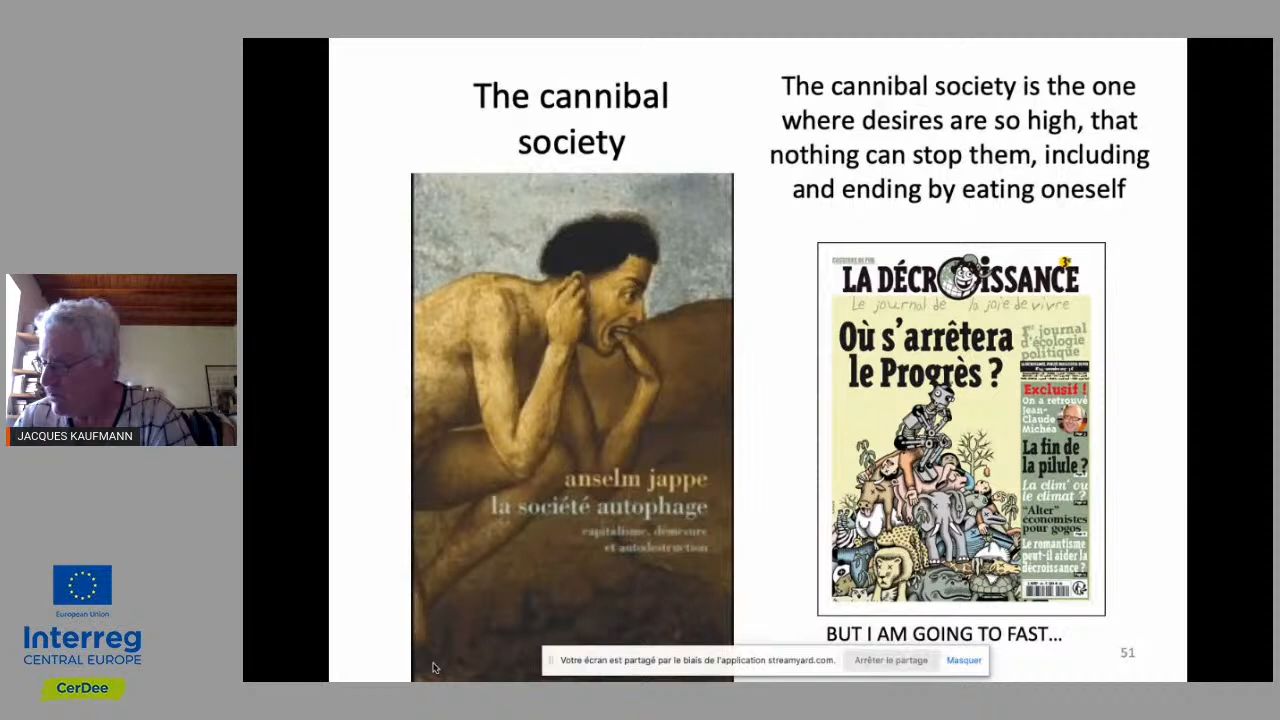 The cannibal
society
anselm jappe
la société autophage
capitalisme, démesure
et autodestruction
The cannibal society is the one
where desires are so high, that
nothing can stop them, including
and ending by eating oneself
LA DÉCROISSANCE
Le journal de la joie de vivre
Où s'arrêtera
le Progrès ?
1er journal
d'écologie
politique
Exclusif !
On a retrouvé
Jean-
Claude
Michéa
La fin de
la pilule ?
La clim' ou
le climat ?
"Alter"
économistes
pour gogos
Le romantisme
peut-il aider la
décroissance ?
BUT I AM GOING TO FAST...
51
Votre écran est partagé par le biais de l'application streamyard.com.
Arrêter le partage
Masquer
JACQUES KAUFMANN
European Union
Interreg
CENTRAL EUROPE
CerDee